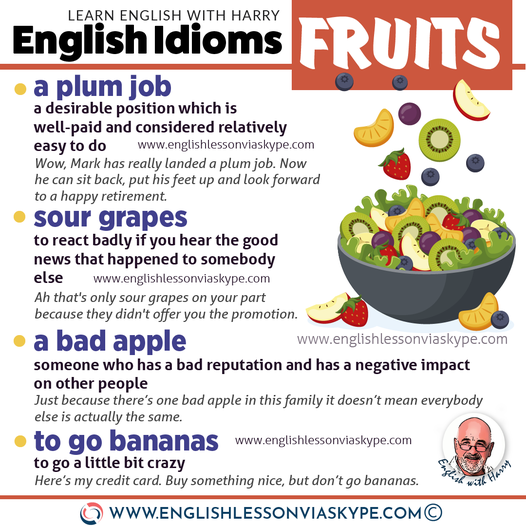 LEARN ENGLISH WITH HARRY
English Idioms
FRUITS
a plum job
a desirable position which is
well-paid and considered relatively
easy to do
www.englishlessonviaskype.com
Wow, Mark has really landed a plum job. Now
he can sit back, put his feet up and look forward
to a happy retirement.
sour grapes
to react badly if you hear the good
news that happened to somebody
else
www.englishlessonviaskype.com
Ah that's only sour grapes on your part
because they didn't offer you the promotion.
www.englishlessonviaskype.com
a bad apple
someone who has a bad reputation and has a negative impact
on other people
Just because there's one bad apple in this family it doesn't mean everybody
else is actually the same.
to go bananas
www.englishlessonviaskype.com
to go a little bit crazy
Here's my credit card. Buy something nice, but don't go bananas.
English with Harry
WWW.ENGLISHLESSONVIASKYPE.COM©